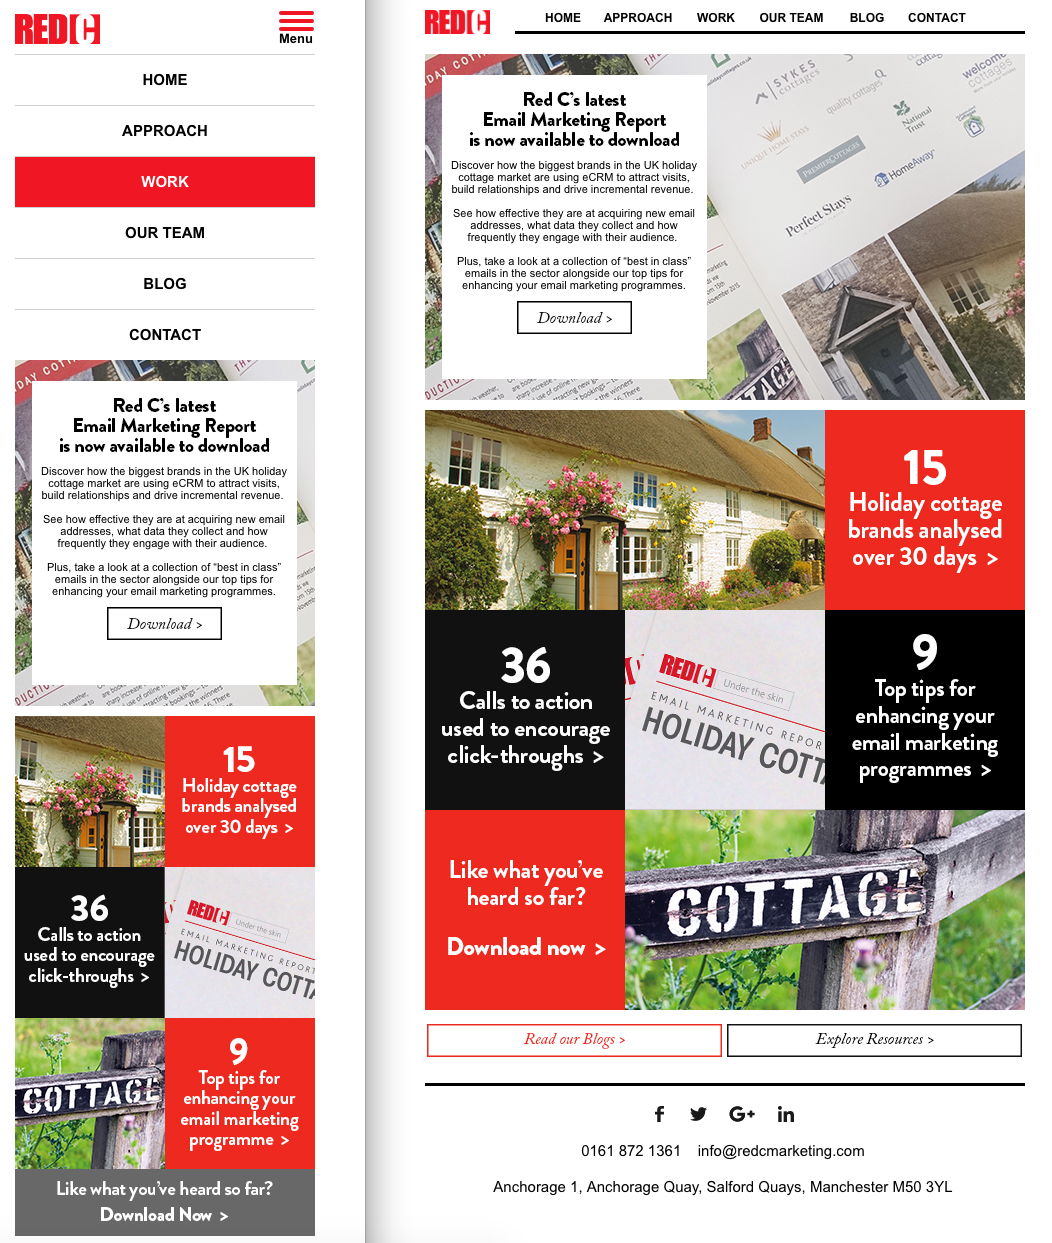 REDC
Menu
HOME
APPROACH
WORK
OUR TEAM
BLOG
CONTACT
Red C's latest
Email Marketing Report
is now available to download
Discover how the biggest brands in the UK holiday
cottage market are using eCRM to attract visits,
build relationships and drive incremental revenue.
See how effective they are at acquiring new email
addresses, what data they collect and how
frequently they engage with their audience.
Plus, take a look at a collection of “best in class”
emails in the sector alongside our top tips for
enhancing your email marketing programmes.
Download >
15
Holiday cottage
brands analysed
over 30 days >
36
Calls to action
used to encourage
click-throughs >
REDC Under the skin
EMAIL MARKETING REPORT
HOLIDAY COTTA
COTTAGE
9
Top tips for
enhancing your
email marketing
programme >
Like what you've heard so far?
Download Now >
REDC
HOME APPROACH WORK OUR TEAM BLOG CONTACT
Red C's latest
Email Marketing Report
is now available to download
Discover how the biggest brands in the UK holiday
cottage market are using eCRM to attract visits,
build relationships and drive incremental revenue.
See how effective they are at acquiring new email
addresses, what data they collect and how
frequently they engage with their audience.
Plus, take a look at a collection of “best in class”
emails in the sector alongside our top tips for
enhancing your email marketing programmes.
Download >
SYKES
cottages
quality cottages
welcome
cottages
UNIQUE HOME STAYS
PREMIER COTTAGES
National
Trust
HomeAway
Perfect Stays
COTTAGE
15
Holiday cottage
brands analysed
over 30 days >
36
Calls to action
used to encourage
click-throughs >
REDC Under the skin
EMAIL MARKETING REPOR
HOLIDAY COTT
9
Top tips for
enhancing your
email marketing
programmes >
Like what you've
heard so far?
Download now >
COTTAGE
Read our Blogs > Explore Resources >
0161 872 1361 info@redcmarketing.com
Anchorage 1, Anchorage Quay, Salford Quays, Manchester M50 3YL